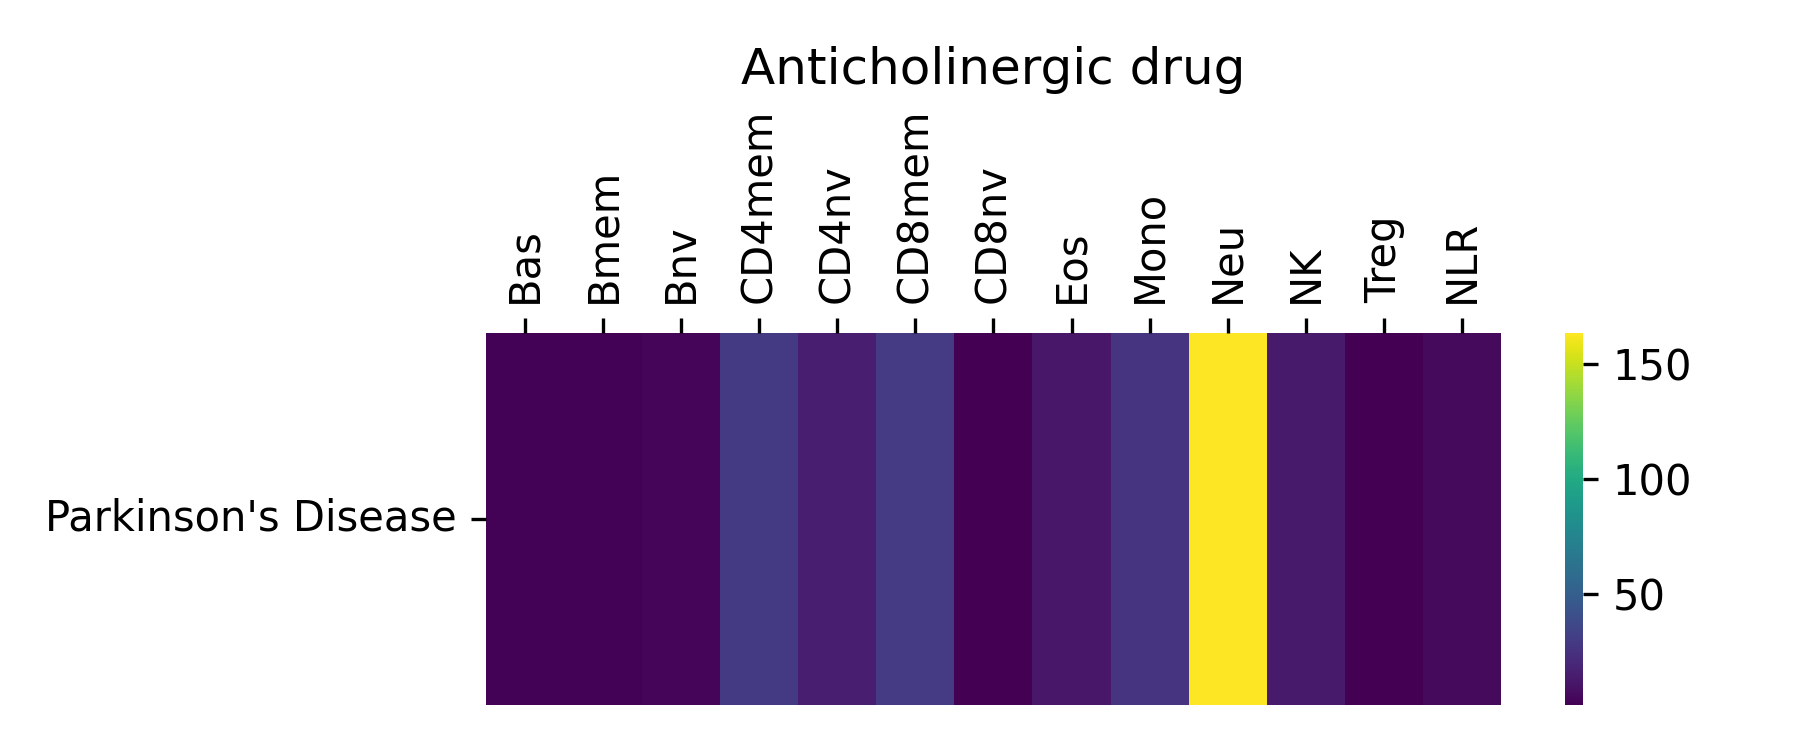 Anticholinergic drug
Bas
Bmem
Bnv
CD4mem
CD4nv
CD8mem
CD8nv
Eos
Mono
Neu
NK
Treg
NLR
Parkinson's Disease
150
100
50